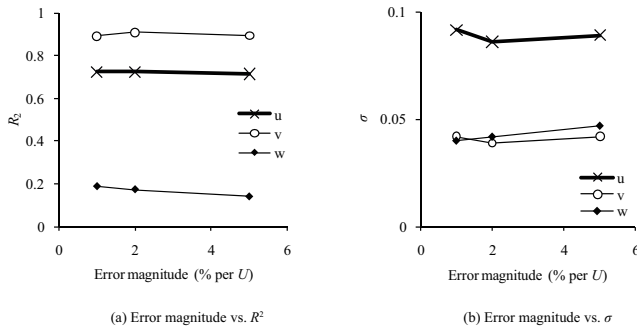 1
0.8
0.6
0.4
0.2
0
R2
0 2 4 6
Error magnitude (% per U)
u
v
w
(a) Error magnitude vs. R²
0.1
0.05
0
σ
0 2 4 6
Error magnitude (% per U)
u
v
w
(b) Error magnitude vs. σ